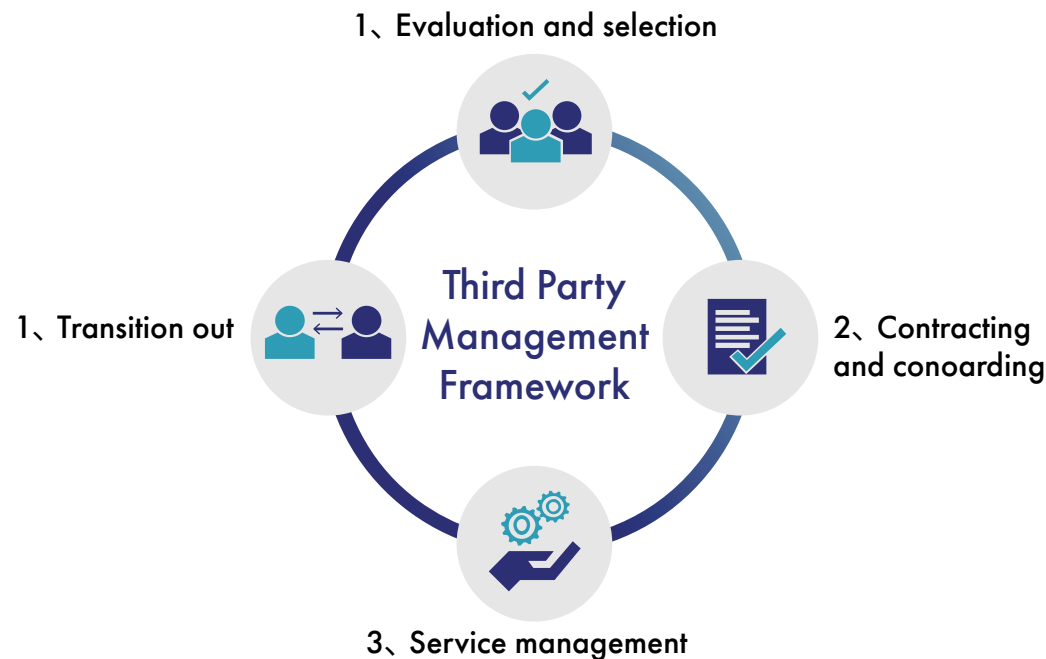 1、Evaluation and selection
Third Party
Management
Framework
1、Transition out
2、Contracting
and conoarding
3、Service management